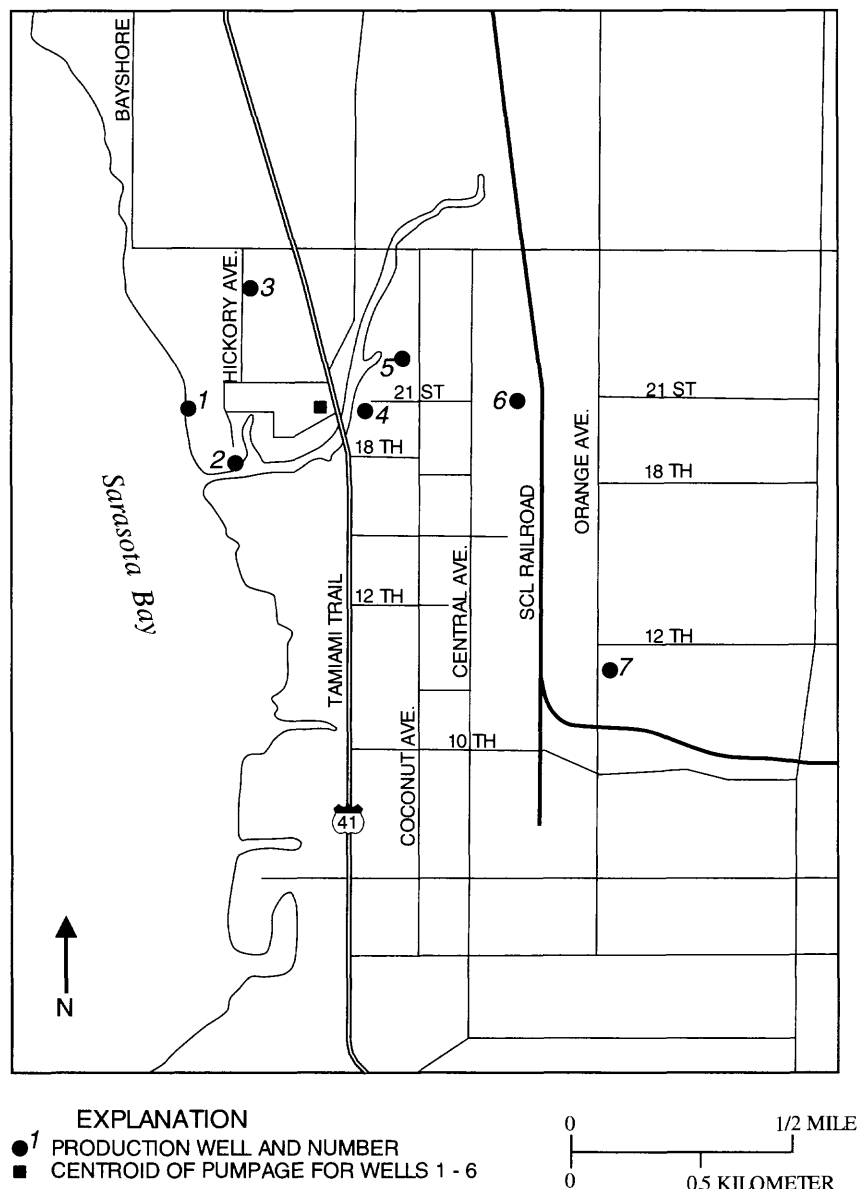 BAYSHORE
HICKORY AVE.
3
5
21 ST
21 ST
1
4
6
2
18 TH
18 TH
ORANGE AVE.
Sarasota Bay
SCL RAILROAD
TAMIAMI TRAIL
12 TH
CENTRAL AVE.
12 TH
7
COCONUT AVE.
10 TH
41
N
EXPLANATION
1 PRODUCTION WELL AND NUMBER
CENTROID OF PUMPAGE FOR WELLS 1 - 6
0 1/2 MILE
0 0.5 KILOMETER